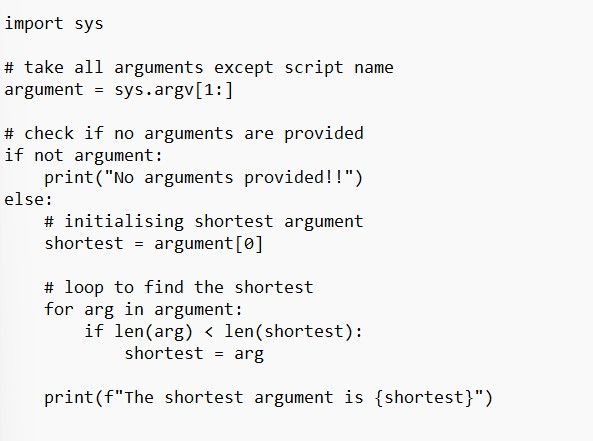 import sys
# take all arguments except script name
argument = sys.argv[1:]
# check if no arguments are provided
if not argument:
    print("No arguments provided!!")
else:
    # initialising shortest argument
    shortest = argument[0]
    # loop to find the shortest
    for arg in argument:
        if len(arg) < len(shortest):
            shortest = arg
    print(f"The shortest argument is {shortest}")